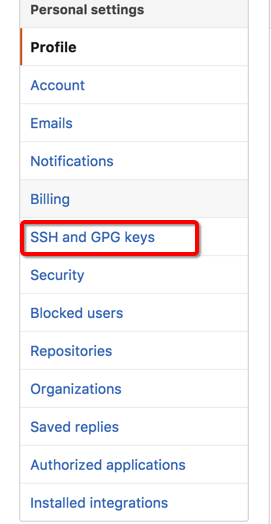 Personal settings
Profile
Account
Emails
Notifications
Billing
SSH and GPG keys
Security
Blocked users
Repositories
Organizations
Saved replies
Authorized applications
Installed integrations